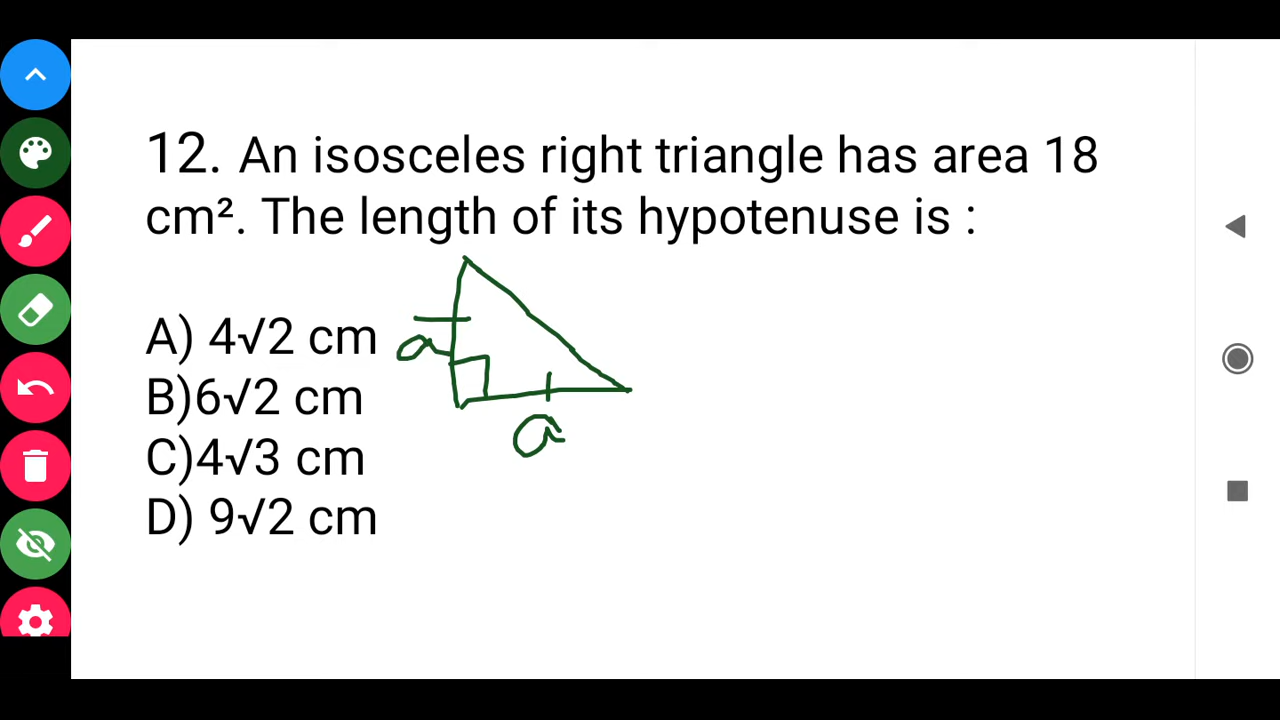 12. An isosceles right triangle has area 18
cm². The length of its hypotenuse is :
A) 4√2 cm
a
B)6√2 cm
a
C)4√3 cm
D) 9√2 cm